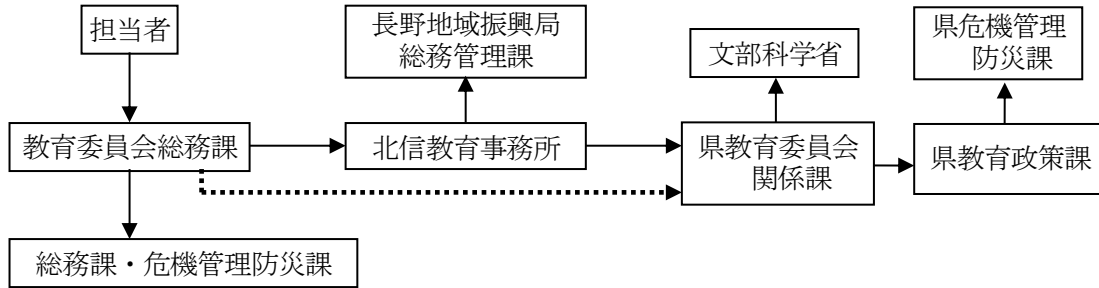 担当者
長野地域振興局
総務管理課
文部科学省
県危機管理
防災課
教育委員会総務課
北信教育事務所
県教育委員会
関係課
県教育政策課
総務課・危機管理防災課